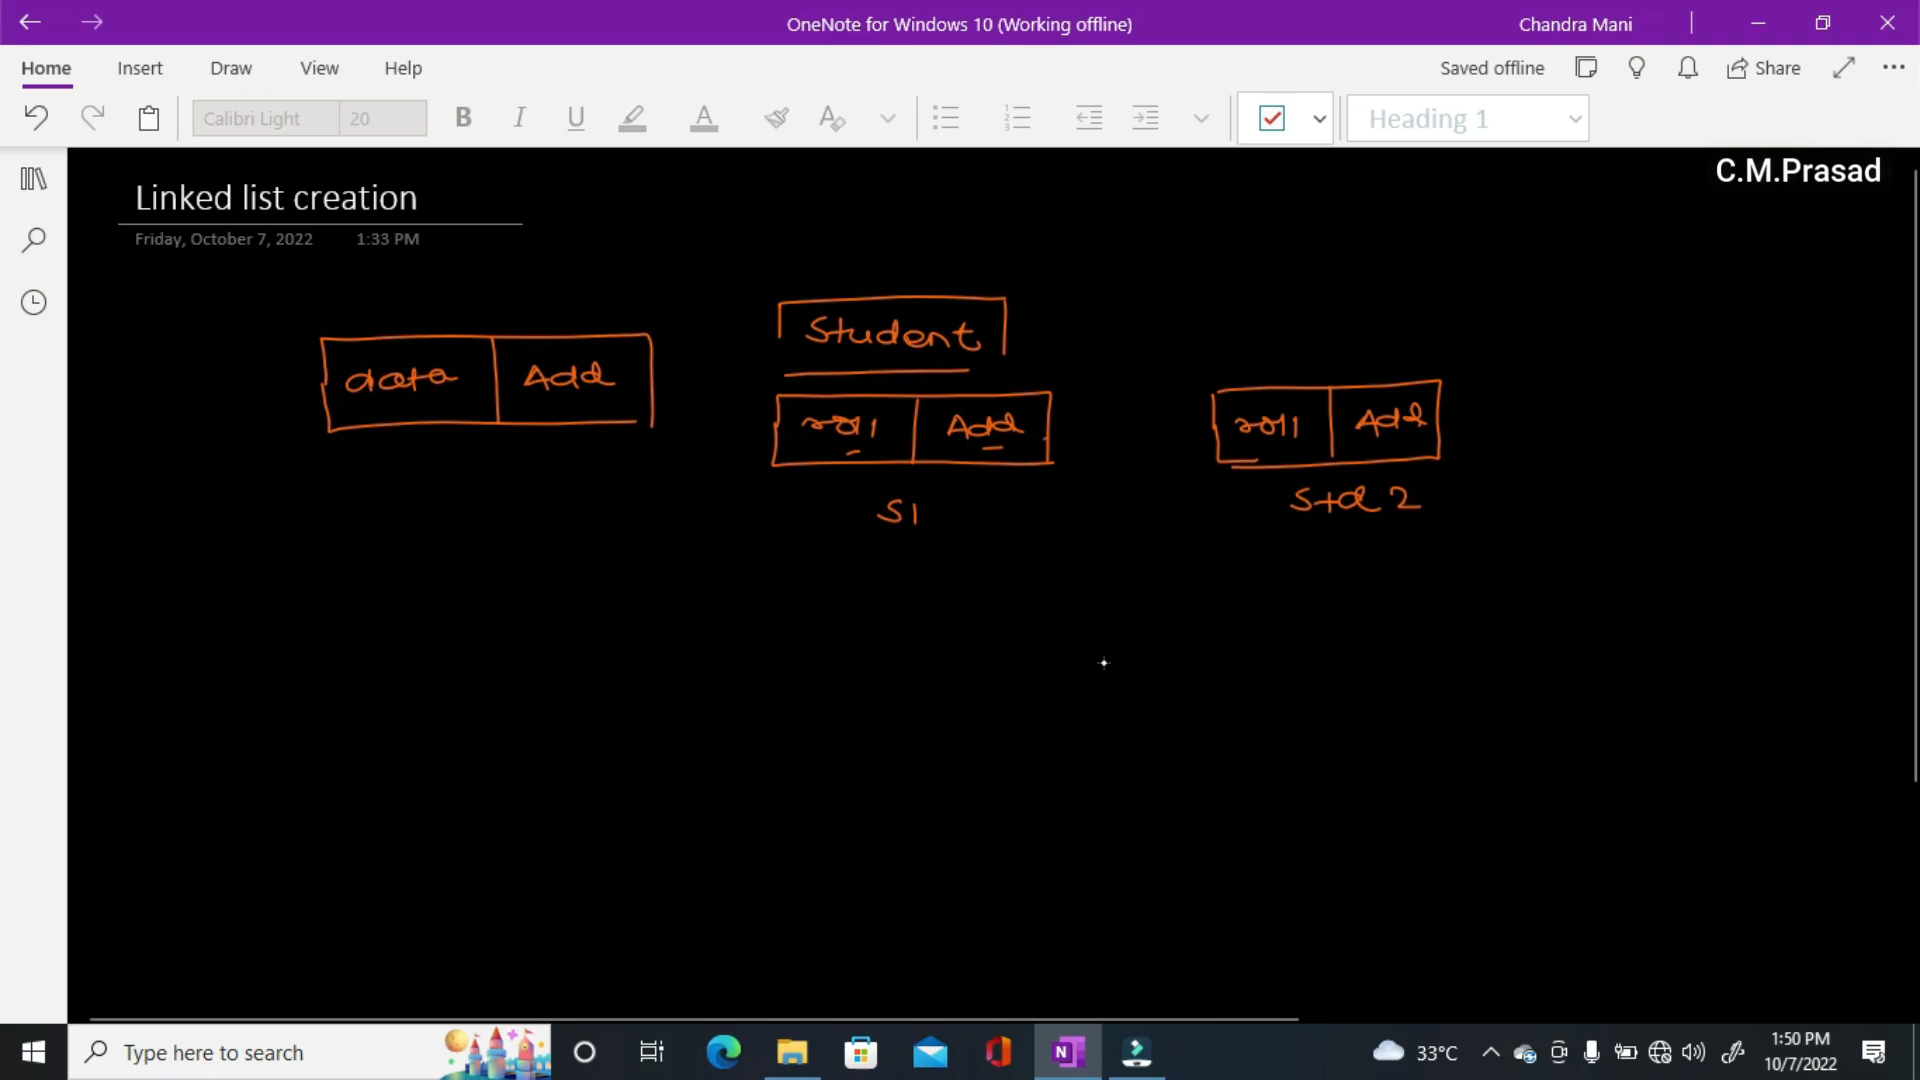 OneNote for Windows 10 (Working offline)
Chandra Mani
Home Insert Draw View Help
Saved offline
Share
Calibri Light 20
B I U A A
Heading 1
C.M.Prasad
Linked list creation
Friday, October 7, 2022 1:33 PM
Student
data Add
roll Add
roll Add
S1
Std 2
Type here to search
N
33°C
1:50 PM
10/7/2022